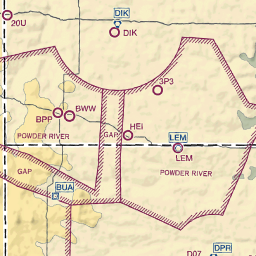 DIK
20U
DIK
3P3
BWW
BPP
HEI
GAP
POWDER RIVER
LEM
LEM
GAP
POWDER RIVER
BUA
D07
DPR